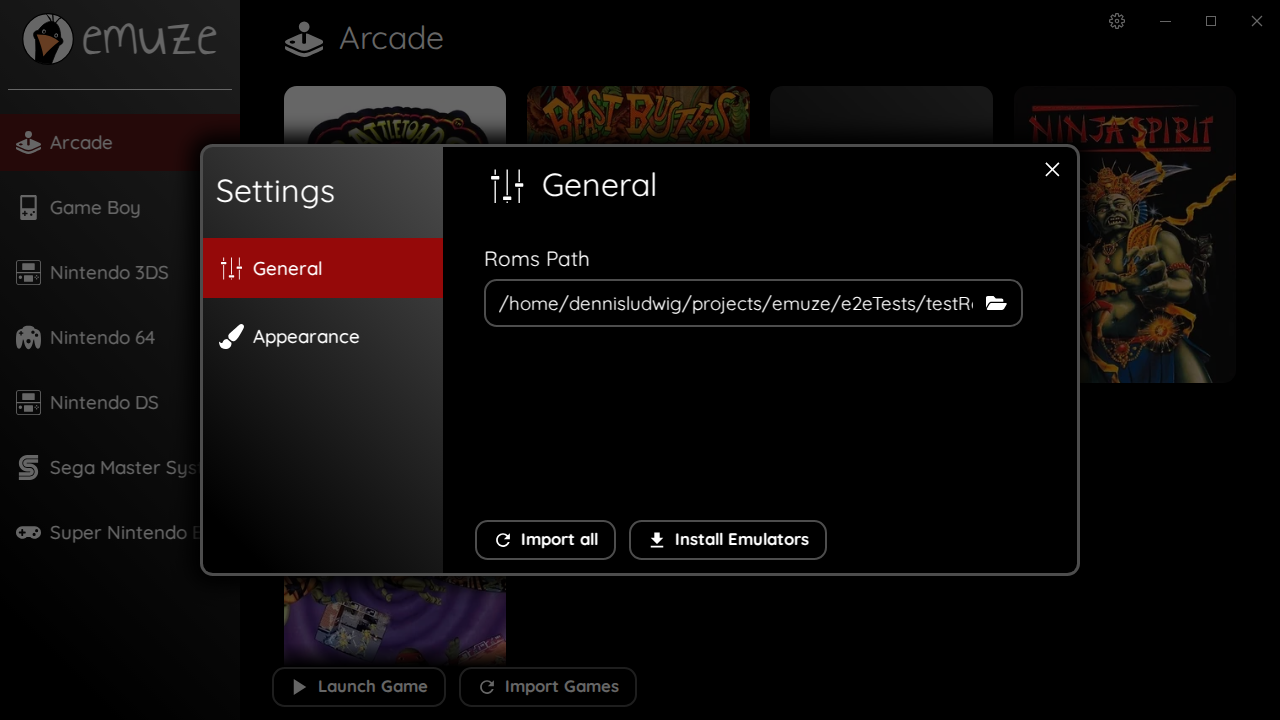 emuze
Arcade
Arcade
Game Boy
Nintendo 3DS
Nintendo 64
Nintendo DS
Sega Master Sys
Super Nintendo
BEAST BUSTERS
NINJA SPIRIT
Settings
General
Appearance
General
Roms Path
/home/dennisludwig/projects/emuze/e2eTests/testR
Import all
Install Emulators
Launch Game
Import Games